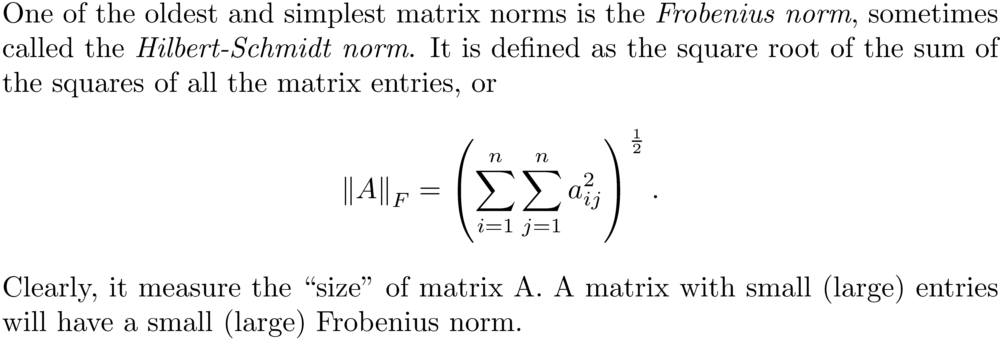 One of the oldest and simplest matrix norms is the Frobenius norm, sometimes
called the Hilbert-Schmidt norm. It is defined as the square root of the sum of
the squares of all the matrix entries, or
$$\left\| A \right\|_F = \left( \sum_{i=1}^{n} \sum_{j=1}^{n} a_{ij}^2 \right)^{\frac{1}{2}}.$$
Clearly, it measure the “size” of matrix A. A matrix with small (large) entries
will have a small (large) Frobenius norm.